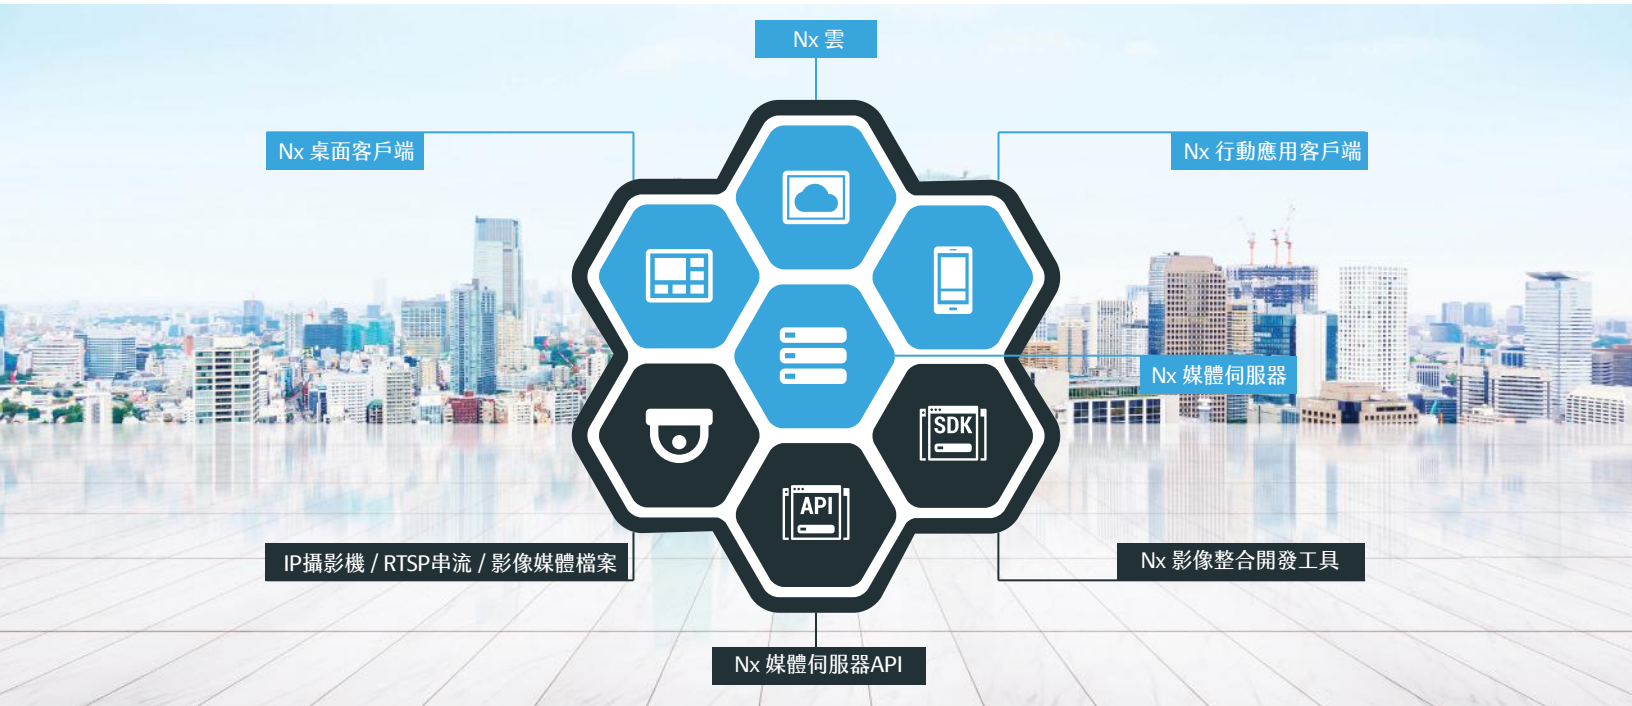 Nx 雲
Nx 桌面客戶端
Nx 行動應用客戶端
Nx 媒體伺服器
SDK
API
IP攝影機 / RTSP串流 / 影像媒體檔案
Nx 影像整合開發工具
Nx 媒體伺服器API